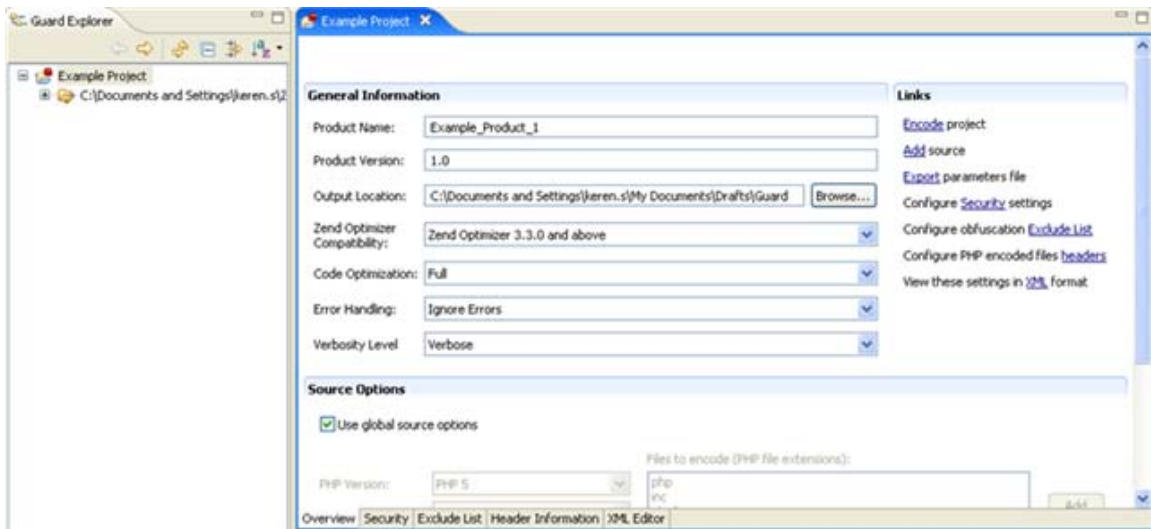 Guard Explorer
Example Project
C:\Documents and Settings\keren.s\
Example Project
General Information
Product Name: Example_Product_1
Product Version: 1.0
Output Location: C:\Documents and Settings\keren.s\My Documents\Drafts\Guard Browse...
Zend Optimizer
Compatibility: Zend Optimizer 3.3.0 and above
Code Optimization: Full
Error Handling: Ignore Errors
Verbosity Level Verbose
Links
Encode project
Add source
Export parameters file
Configure Security settings
Configure obfuscation Exclude List
Configure PHP encoded files headers
View these settings in XML format
Source Options
Use global source options
Files to encode (PHP file extensions):
PHP Version: PHP 5
php
inc
Add
Overview Security Exclude List Header Information XML Editor